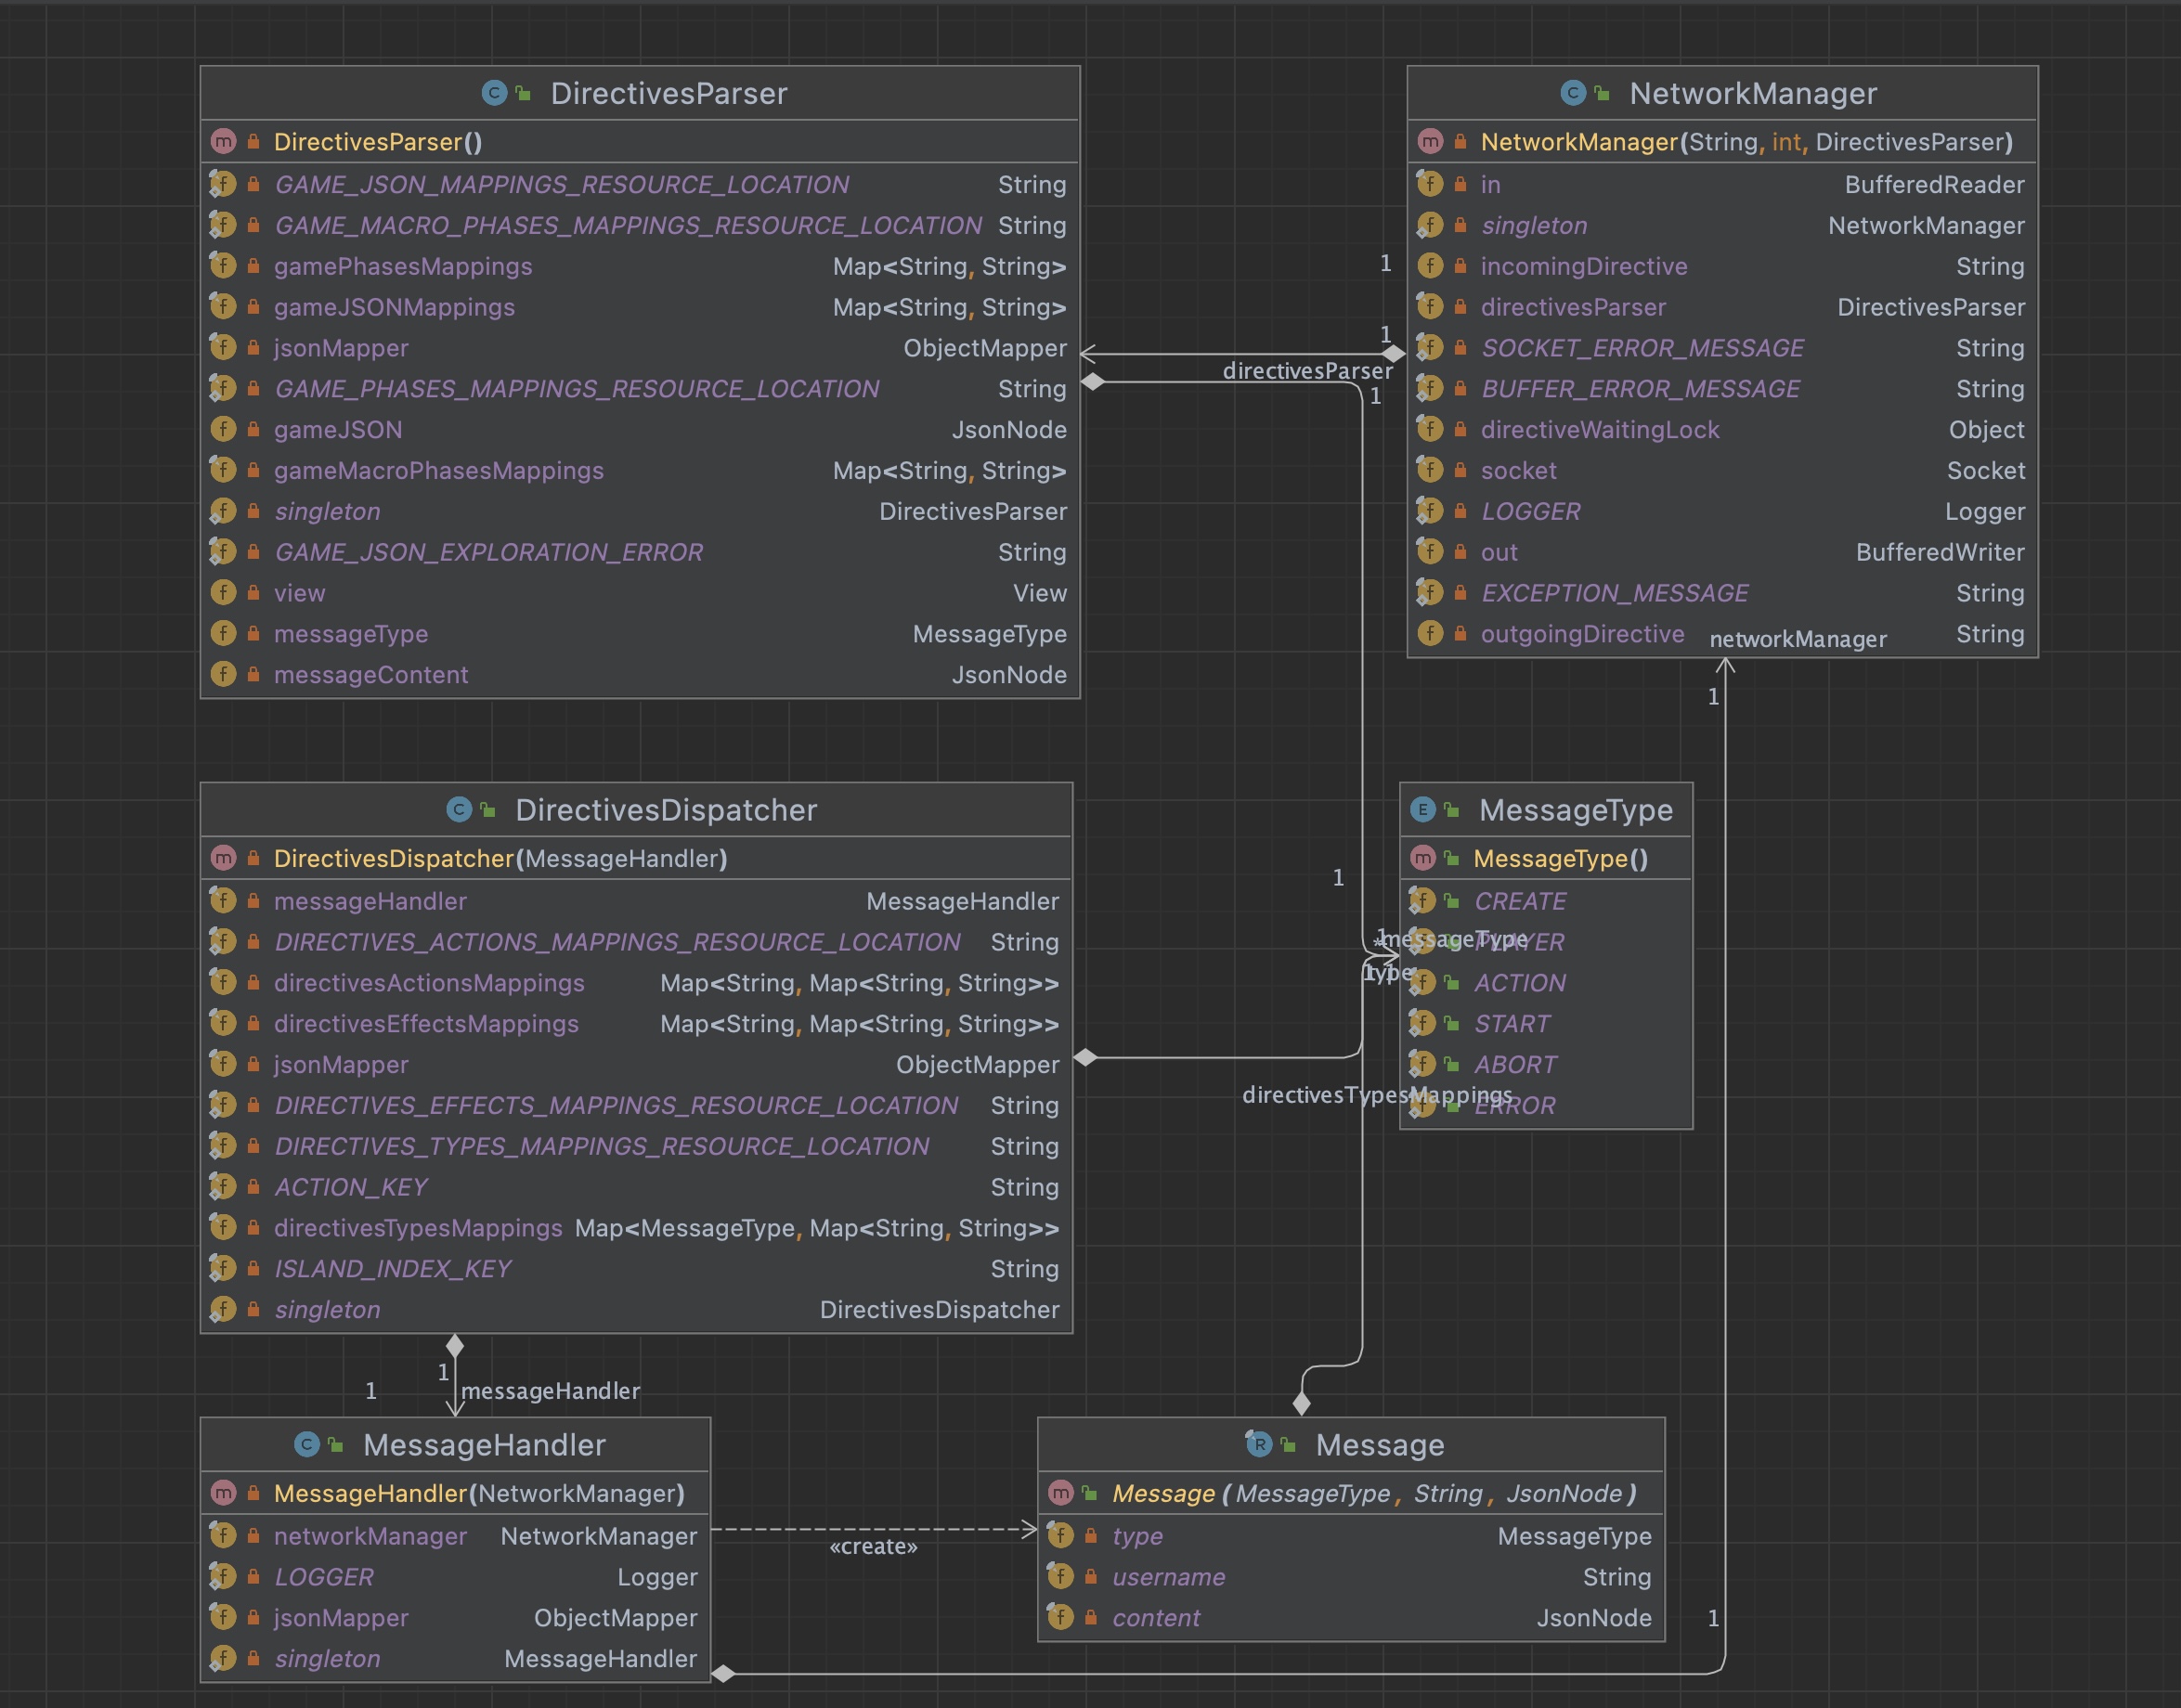 DirectivesParser
DirectivesParser()
GAME_JSON_MAPPINGS_RESOURCE_LOCATION String
GAME_MACRO_PHASES_MAPPINGS_RESOURCE_LOCATION String
gamePhasesMappings Map<String, String>
gameJSONMappings Map<String, String>
jsonMapper ObjectMapper
GAME_PHASES_MAPPINGS_RESOURCE_LOCATION String
gameJSON JsonNode
gameMacroPhasesMappings Map<String, String>
singleton DirectivesParser
GAME_JSON_EXPLORATION_ERROR String
view View
messageType MessageType
messageContent JsonNode
NetworkManager
NetworkManager(String, int, DirectivesParser)
in BufferedReader
singleton NetworkManager
incomingDirective String
directivesParser DirectivesParser
SOCKET_ERROR_MESSAGE String
BUFFER_ERROR_MESSAGE String
directiveWaitingLock Object
socket Socket
LOGGER Logger
out BufferedWriter
EXCEPTION_MESSAGE String
outgoingDirective String
networkManager
1
1
1
directivesParser
1
1
DirectivesDispatcher
DirectivesDispatcher(MessageHandler)
messageHandler MessageHandler
DIRECTIVES_ACTIONS_MAPPINGS_RESOURCE_LOCATION String
directivesActionsMappings Map<String, Map<String, String>>
directivesEffectsMappings Map<String, Map<String, String>>
jsonMapper ObjectMapper
DIRECTIVES_EFFECTS_MAPPINGS_RESOURCE_LOCATION String
DIRECTIVES_TYPES_MAPPINGS_RESOURCE_LOCATION String
ACTION_KEY String
directivesTypesMappings Map<MessageType, Map<String, String>>
ISLAND_INDEX_KEY String
singleton DirectivesDispatcher
MessageType
MessageType()
CREATE
PLAYER
ACTION
START
ABORT
ERROR
1
*
1
messageType
1
1
type
directivesTypesMappings
1
1
messageHandler
MessageHandler
MessageHandler(NetworkManager)
networkManager NetworkManager
LOGGER Logger
jsonMapper ObjectMapper
singleton MessageHandler
«create»
Message
Message(MessageType, String, JsonNode)
type MessageType
username String
content JsonNode
1